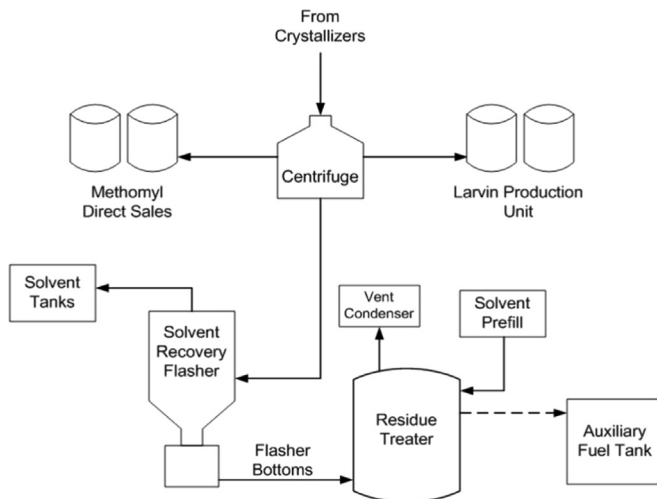 From
Crystallizers
Centrifuge
Methomyl
Direct Sales
Larvin Production
Unit
Solvent
Tanks
Solvent
Recovery
Flasher
Vent
Condenser
Solvent
Prefill
Residue
Treater
Auxiliary
Fuel Tank
Flasher
Bottoms